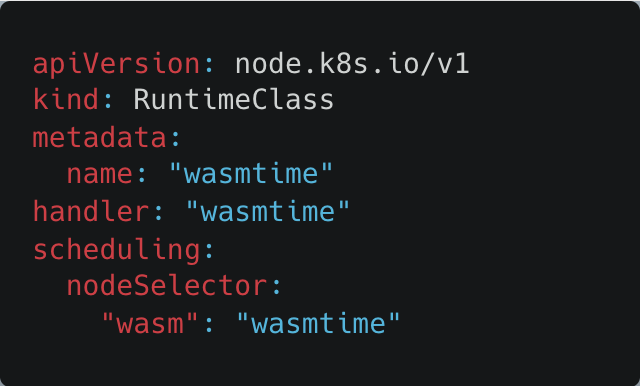 apiVersion: node.k8s.io/v1
kind: RuntimeClass
metadata:
  name: "wasmtime"
handler: "wasmtime"
scheduling:
  nodeSelector:
    "wasm": "wasmtime"